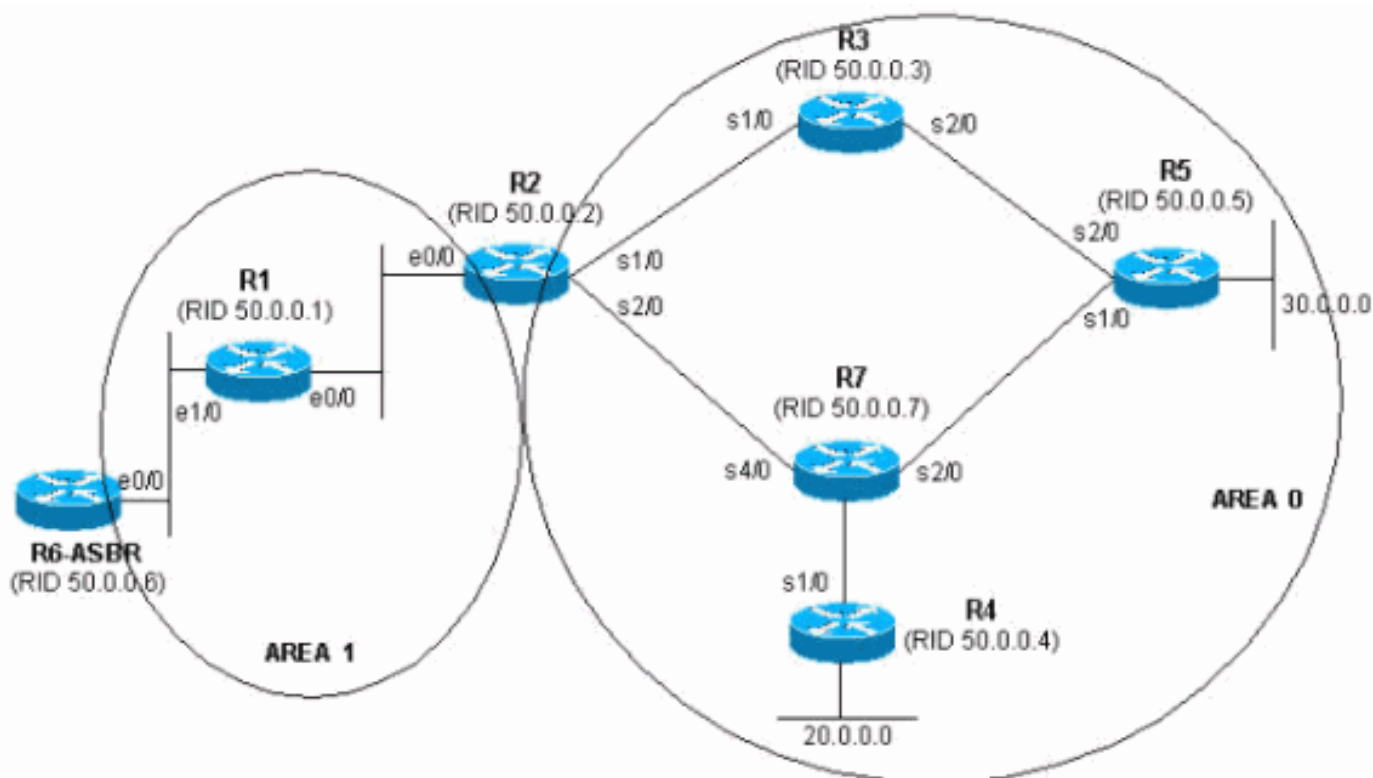 R3
(RID 50.0.0.3)
s1/0
s2/0
R2
(RID 50.0.0.2)
R5
(RID 50.0.0.5)
e0/0
s1/0
s2/0
s2/0
s1/0
30.0.0.0
R1
(RID 50.0.0.1)
e1/0
e0/0
R7
(RID 50.0.0.7)
s4/0
s2/0
AREA 0
e0/0
R6-ASBR
(RID 50.0.0.6)
s1/0
R4
(RID 50.0.0.4)
AREA 1
20.0.0.0